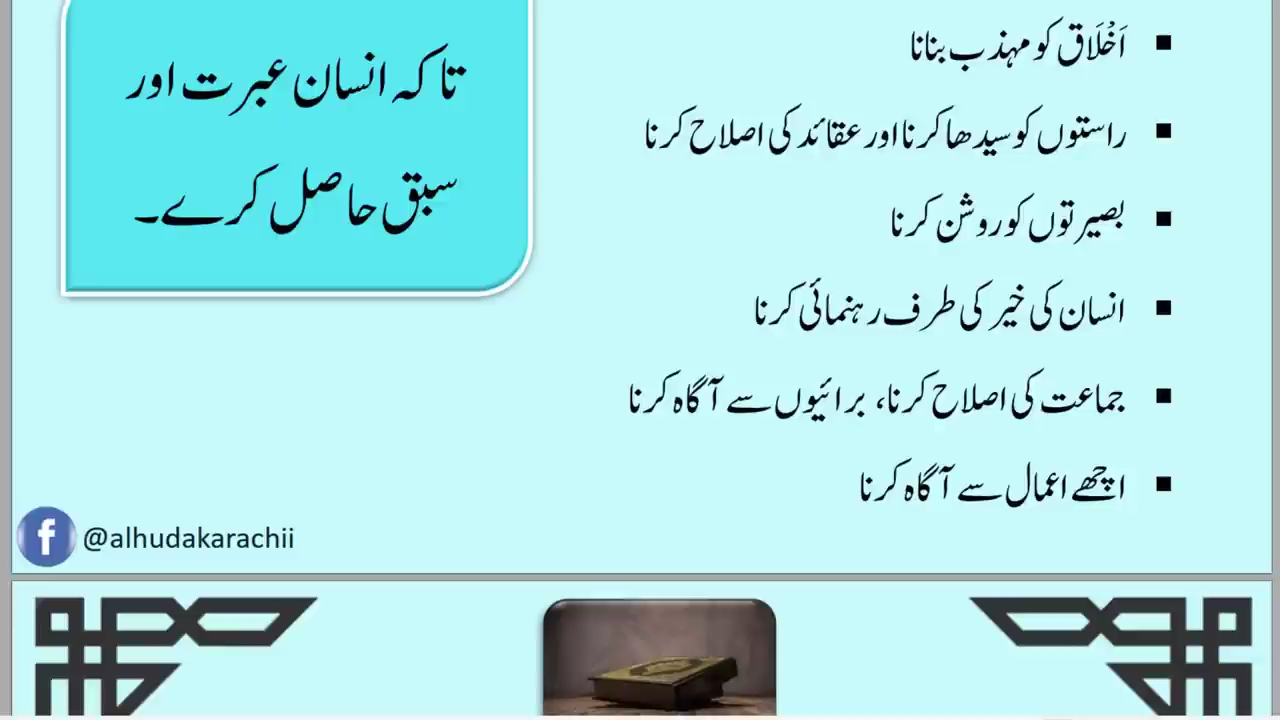 اَخْلَاق کو مہذب بنانا
راستوں کو سیدھا کرنا اور عقائد کی اصلاح کرنا
بصیرتوں کو روشن کرنا
انسان کی خیر کی طرف رہنمائی کرنا
جماعت کی اصلاح کرنا، برائیوں سے آگاہ کرنا
اچھے اعمال سے آگاہ کرنا
تاکہ انسان عبرت اور
سبق حاصل کرے۔
@alhudakarachii